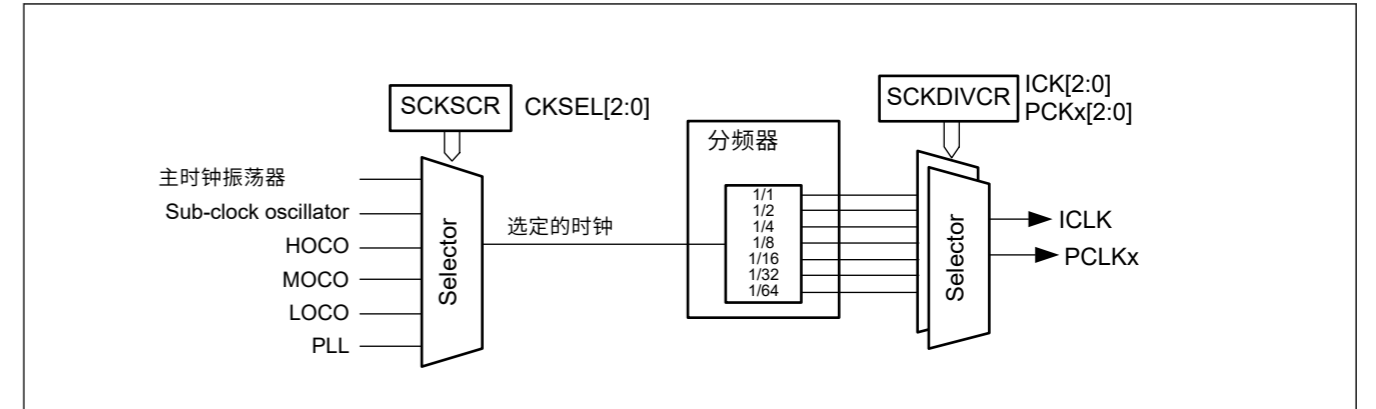 SCKSCR
CKSEL[2:0]
SCKDIVCR
ICK[2:0]
PCKx[2:0]
主时钟振荡器
Sub-clock oscillator
HOCO
MOCO
LOCO
PLL
Selector
选定的时钟
分频器
1/1
1/2
1/4
1/8
1/16
1/32
1/64
Selector
ICLK
PCLKx